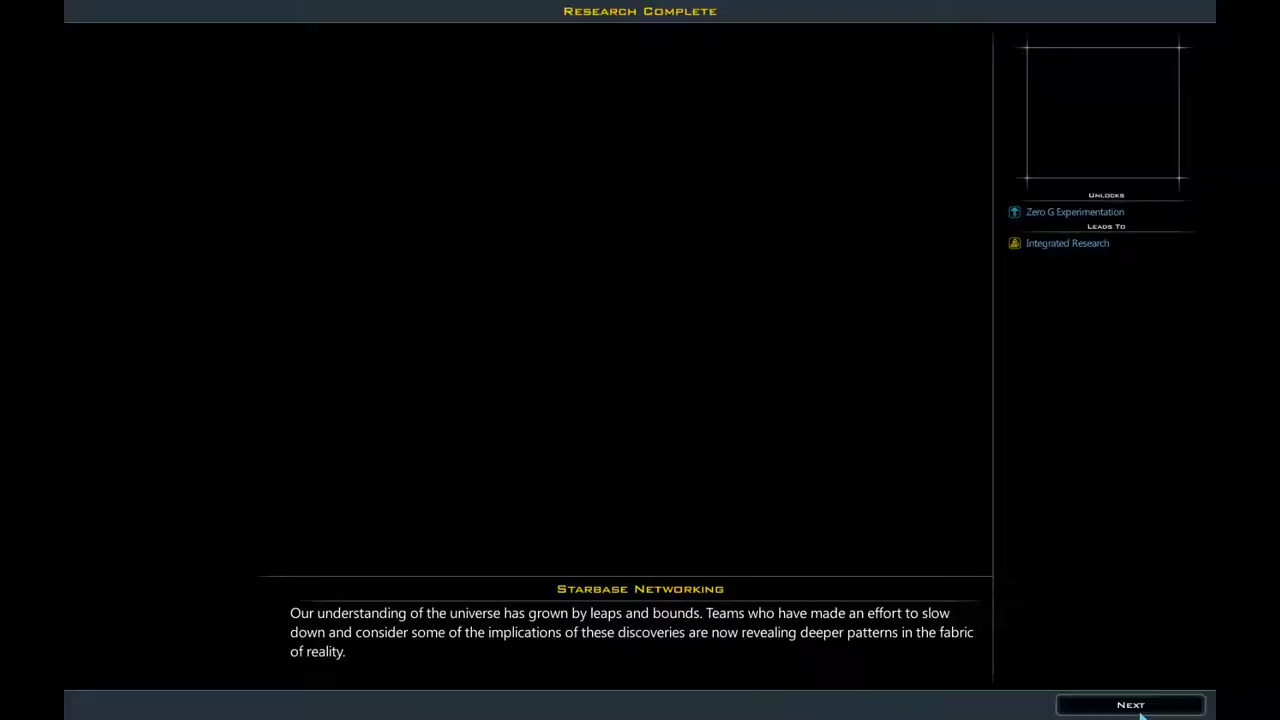 Research Complete
Unlocks
Zero G Experimentation
Leads To
Integrated Research
Starbase Networking
Our understanding of the universe has grown by leaps and bounds. Teams who have made an effort to slow
down and consider some of the implications of these discoveries are now revealing deeper patterns in the fabric
of reality.
Next